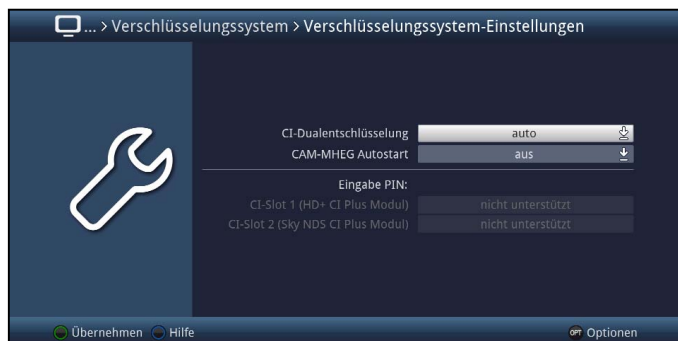 ... > Verschlüsselungssystem > Verschlüsselungssystem-Einstellungen
CI-Dualentschlüsselung auto
CAM-MHEG Autostart aus
Eingabe PIN:
CI-Slot 1 (HD+ CI Plus Modul) nicht unterstützt
CI-Slot 2 (Sky NDS CI Plus Modul) nicht unterstützt
Übernehmen Hilfe OPT Optionen